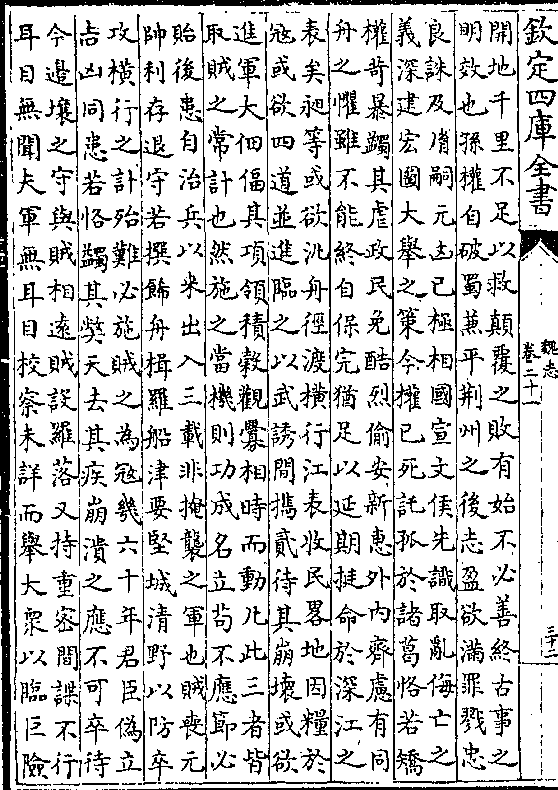 欽定四庫全書
魏志
卷二十一
開地千里不足以救顛覆之敗有始不必善終古事之
明效也孫權自破蜀兼平荆州之後志盈欲滿罪戮忠
良誅及胤嗣元凶已極相國宣文侯先識取亂侮亡之
義深建宏圖大舉之策今權已死託孤於諸葛恪若矯
權苛暴蠲其虐政民免酷烈偷安新惠外内齊慮有同
舟之懼雖不能終自保完猶足以延期挺命於深江之
表矣昶等或欲汎舟徑渡横行江表收民畧地因糧於
冦或欲四道並進臨之以武誘間攜貳待其崩壞或欲
進軍大佃偪其項領積穀觀釁相時而動凡此三者皆
取賊之常計也然施之當機則功成名立苟不應節必
貽後患自治兵以來出入三載非掩襲之軍也賊喪元
帥利存退守若撰飾舟楫羅船津要堅城清野以防卒
攻横行之計殆難必施賊之為冦幾六十年君臣偽立
吉凶同患若恪蠲其弊天去其疾崩潰之應不可卒待
今邊壤之守與賊相遠賊設羅落又持重密間諜不行
耳目無聞夫軍無耳目校察未詳而舉大衆以臨巨險